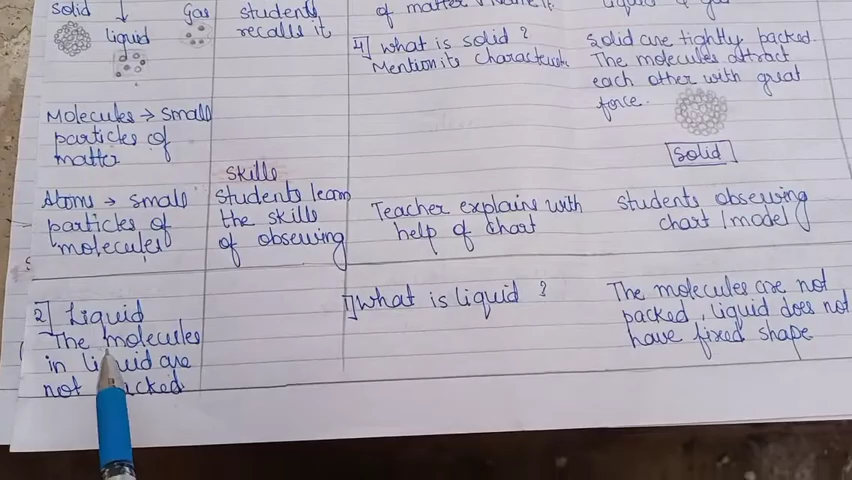 solid
Gas
liquid
Molecules → small
particles of
matter
Atoms → small
particles of
molecules
2] Liquid
The molecules
in liquid are
not packed
students
recall it
skills
Students learn
the skills
of observing
of matter
4] what is solid ?
Mention its
Teacher explains with
help of chart
1] What is liquid ?
solid are tightly packed.
The molecules attract
each other with great
force.
solid
students observing
chart / model
The molecules are not
packed, liquid does not
have fixed shape